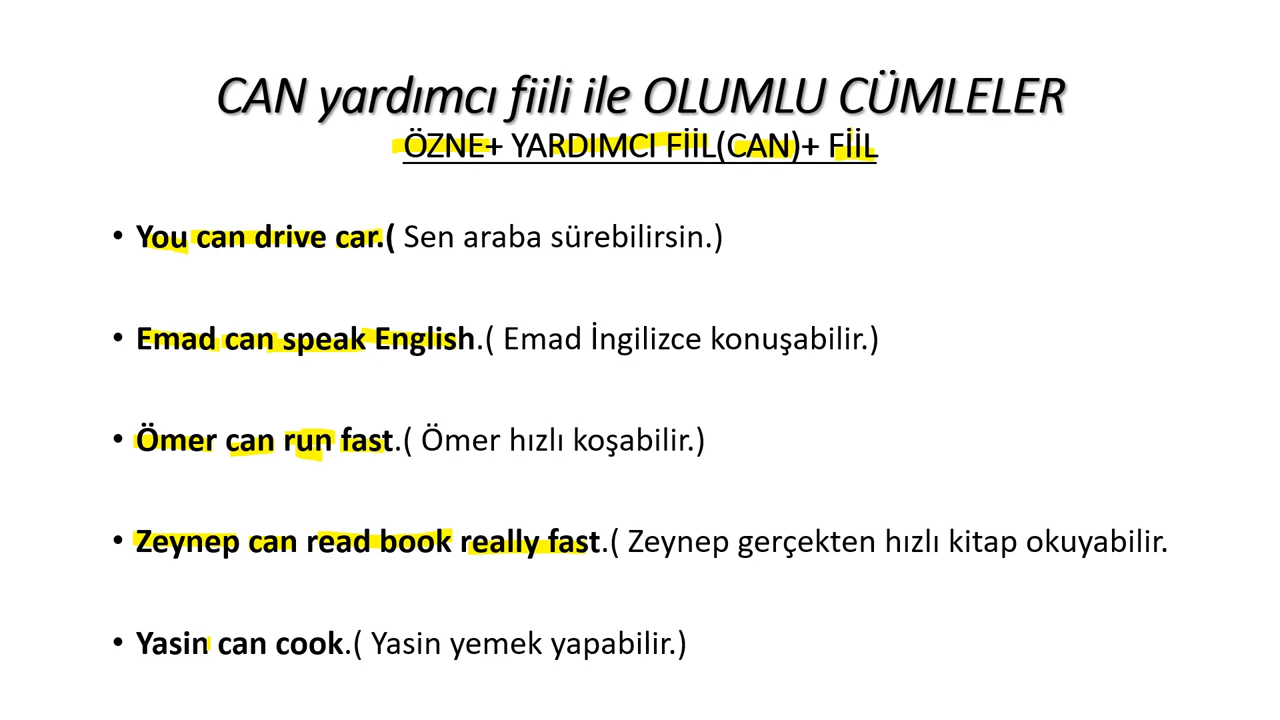 CAN yardımcı fiili ile OLUMLU CÜMLELER
ÖZNE+ YARDIMCI FİİL(CAN)+ FİİL
• You can drive car.( Sen araba sürebilirsin.)
• Emad can speak English.( Emad İngilizce konuşabilir.)
• Ömer can run fast.( Ömer hızlı koşabilir.)
• Zeynep can read book really fast.( Zeynep gerçekten hızlı kitap okuyabilir.
• Yasin can cook.( Yasin yemek yapabilir.)